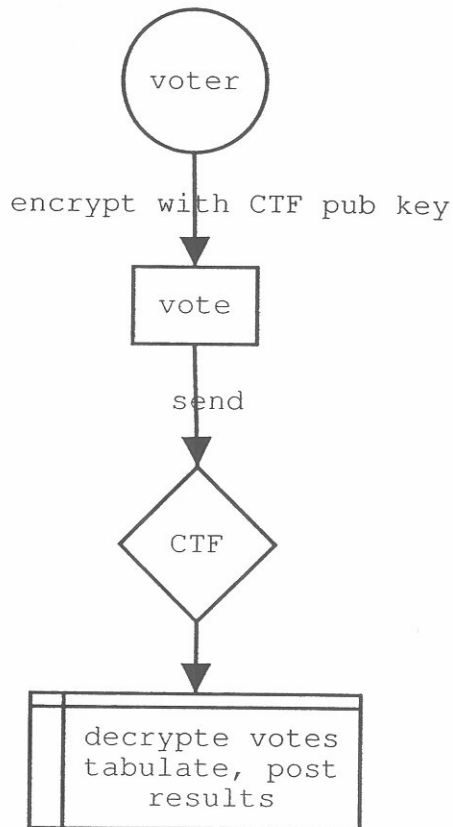 voter
encrypt with CTF pub key
vote
send
CTF
decrypte votes
tabulate, post
results